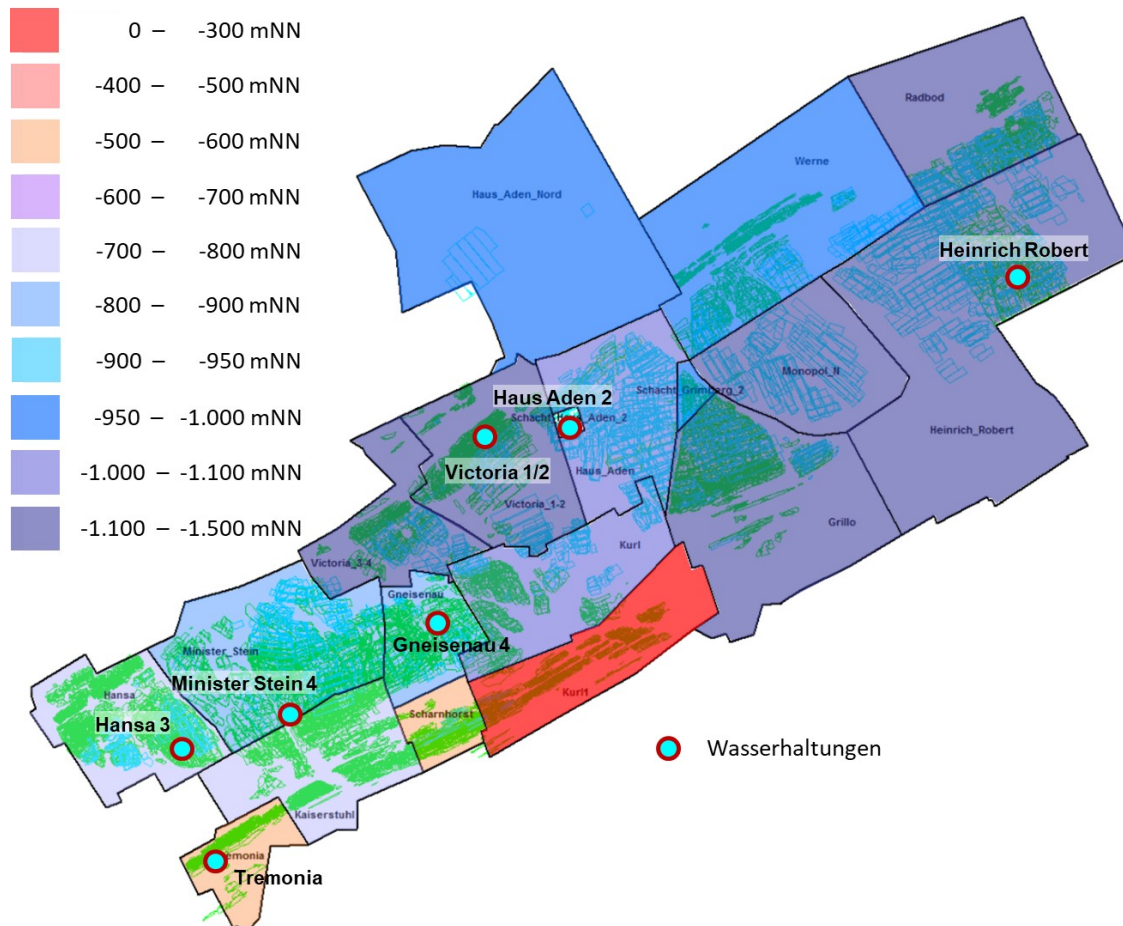 0 – -300 mNN
-400 – -500 mNN
-500 – -600 mNN
-600 – -700 mNN
-700 – -800 mNN
-800 – -900 mNN
-900 – -950 mNN
-950 – -1.000 mNN
-1.000 – -1.100 mNN
-1.100 – -1.500 mNN
Radbod
Werne
Haus_Aden_Nord
Heinrich Robert
Monopol_N
Schacht_Grimberg_2
Haus Aden 2
Schacht_Haus_Aden_2
Heinrich_Robert
Victoria 1/2
Haus_Aden
Victoria_1-2
Grillo
Kurl
Victoria_3-4
Gneisenau
Gneisenau 4
Minister_Stein
Minister Stein 4
Hansa
Kurl1
Scharnhorst
Hansa 3
Wasserhaltungen
Kaiserstuhl
Tremonia